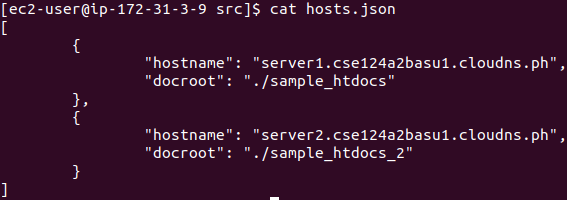 [ec2-user@ip-172-31-3-9 src]$ cat hosts.json
[
        {
                "hostname": "server1.cse124a2basu1.cloudns.ph",
                "docroot": "./sample_htdocs"
        },
        {
                "hostname": "server2.cse124a2basu1.cloudns.ph",
                "docroot": "./sample_htdocs_2"
        }
]